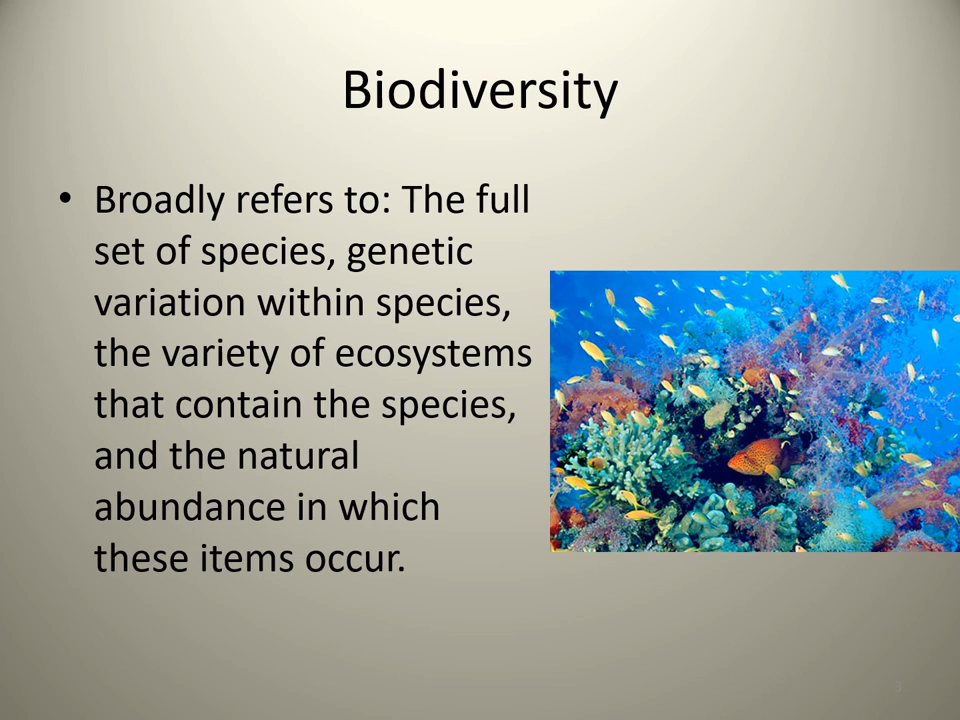 Biodiversity
• Broadly refers to: The full
set of species, genetic
variation within species,
the variety of ecosystems
that contain the species,
and the natural
abundance in which
these items occur.
3